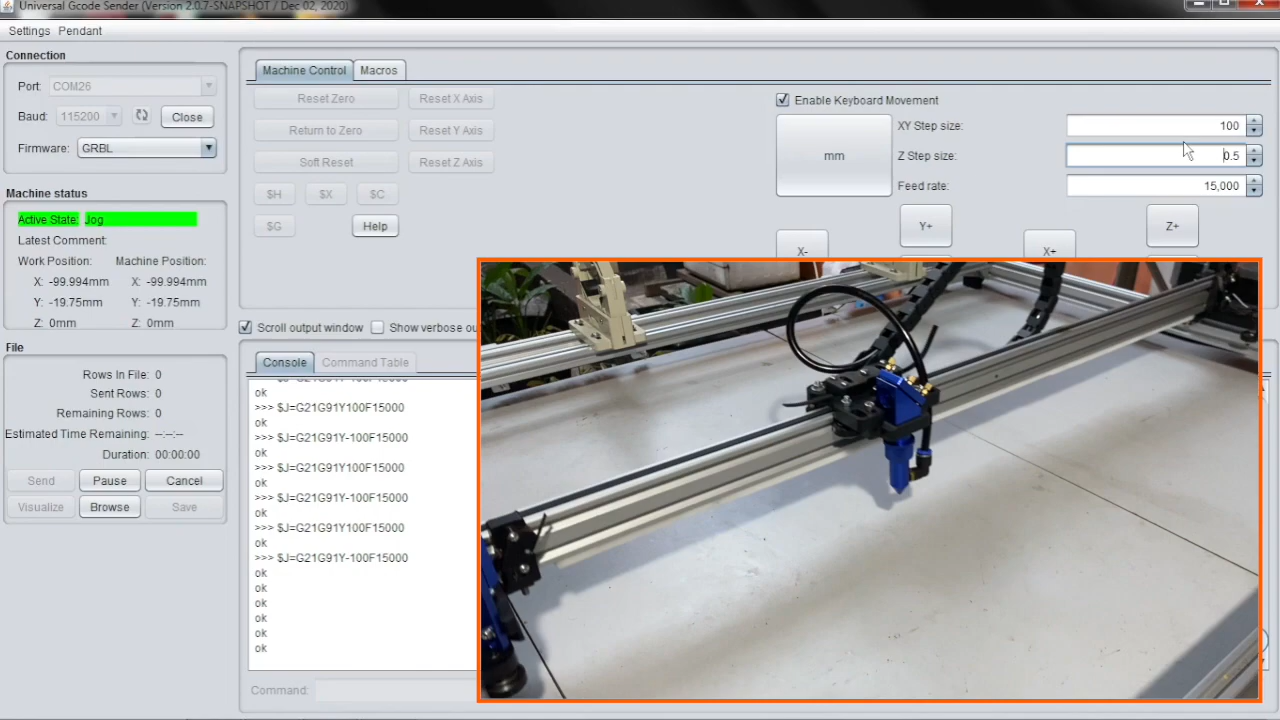 Universal Gcode Sender (Version 2.0.7-SNAPSHOT / Dec 02, 2020)
Settings Pendant
Connection
Port: COM26
Baud: 115200 Close
Firmware: GRBL
Machine status
Active State: Jog
Latest Comment:
Work Position: Machine Position:
X: -99.994mm X: -99.994mm
Y: -19.75mm Y: -19.75mm
Z: 0mm Z: 0mm
File
Rows In File: 0
Sent Rows: 0
Remaining Rows: 0
Estimated Time Remaining: --:--:--
Duration: 00:00:00
Send Pause Cancel
Visualize Browse Save
Machine Control Macros
Reset Zero Reset X Axis
Return to Zero Reset Y Axis
Soft Reset Reset Z Axis
$H $X $C
$G Help
Enable Keyboard Movement
mm
XY Step size: 100
Z Step size: 0.5
Feed rate: 15,000
Y+ Z+
X- X+
Scroll output window Show verbose ou
Console Command Table
ok
>>> $J=G21G91Y100F15000
ok
>>> $J=G21G91Y-100F15000
ok
>>> $J=G21G91Y-100F15000
ok
>>> $J=G21G91Y-100F15000
ok
>>> $J=G21G91Y-100F15000
ok
>>> $J=G21G91Y-100F15000
ok
ok
ok
ok
ok
ok
Command: